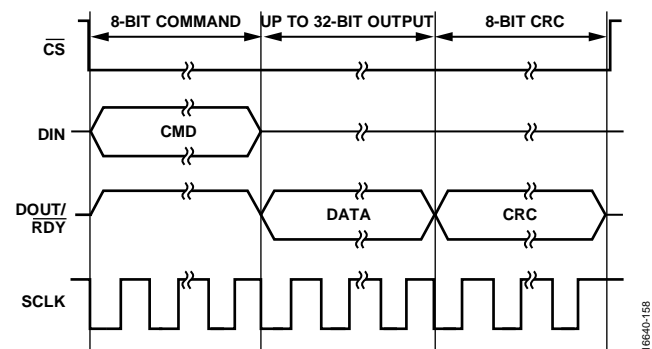 8-BIT COMMAND UP TO 32-BIT OUTPUT 8-BIT CRC
CS
DIN CMD
DOUT/
RDY DATA CRC
SCLK
16640-158